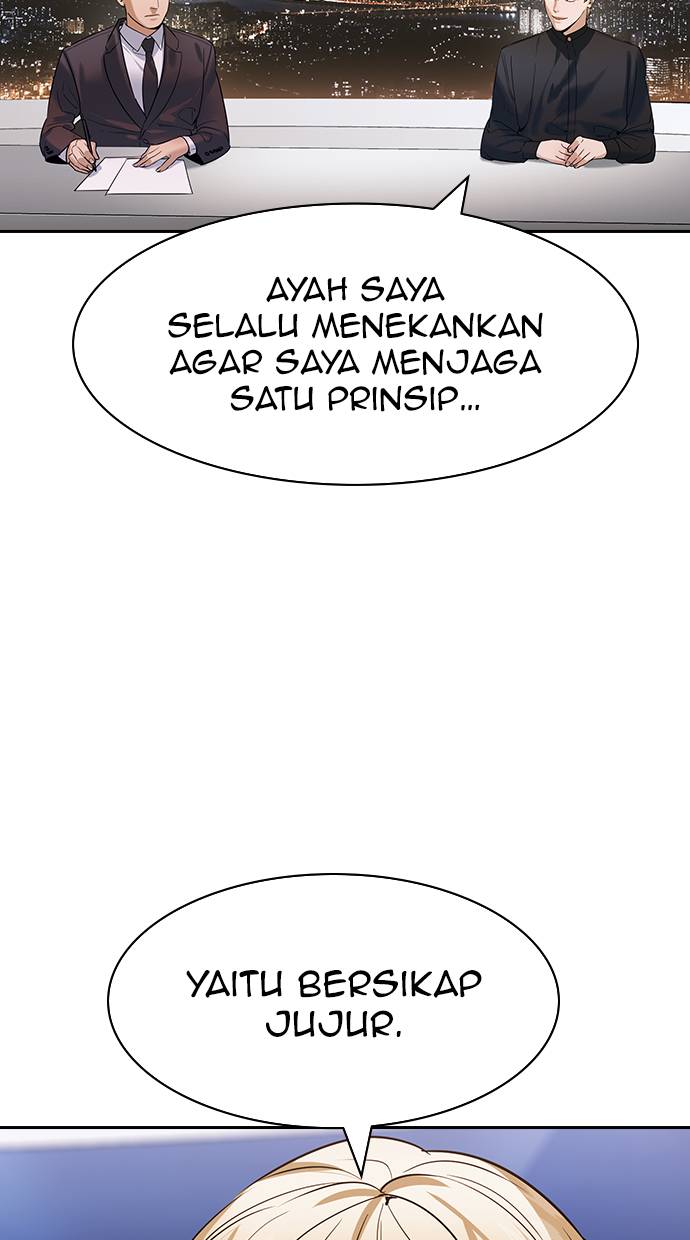 AYAH SAYA
SELALU MENEKANKAN
AGAR SAYA MENJAGA
SATU PRINSIP...
YAITU BERSIKAP
JUJUR.